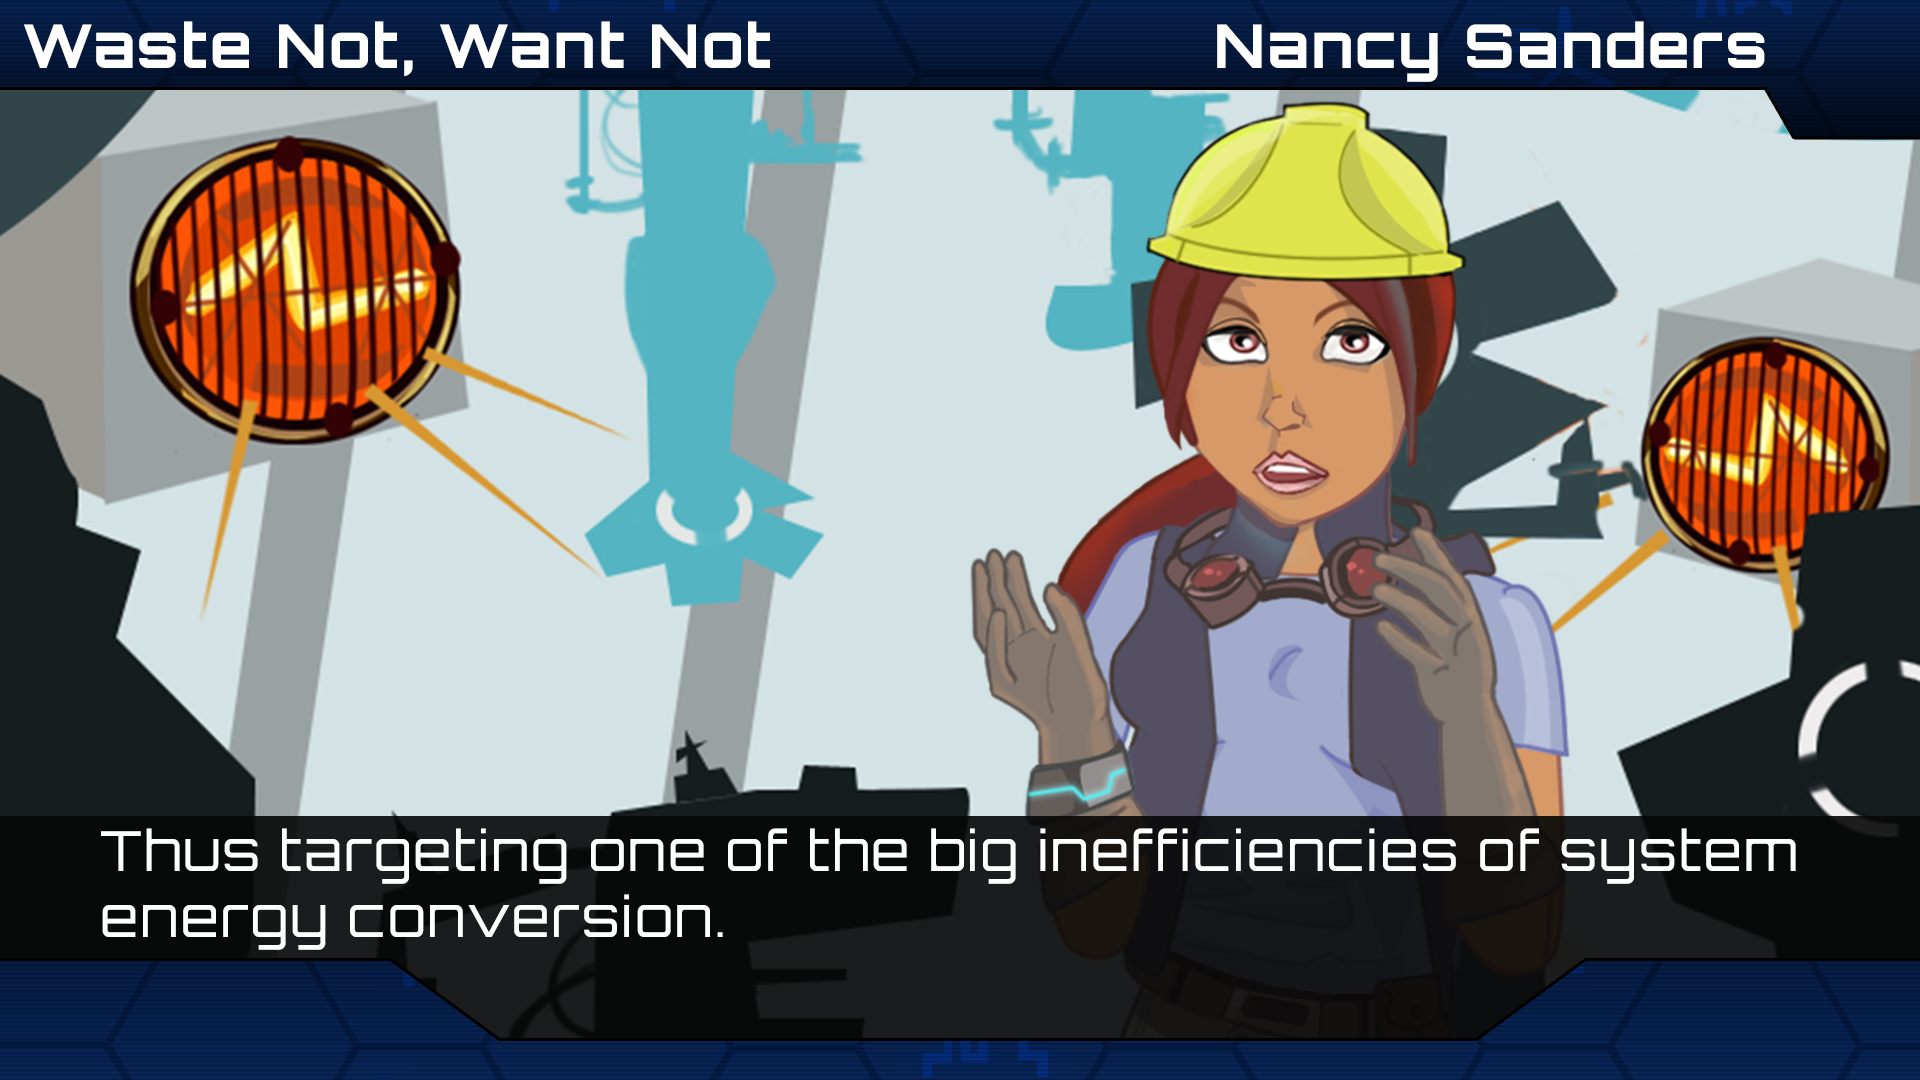 Waste Not, Want Not
Nancy Sanders
Thus targeting one of the big inefficiencies of system
energy conversion.